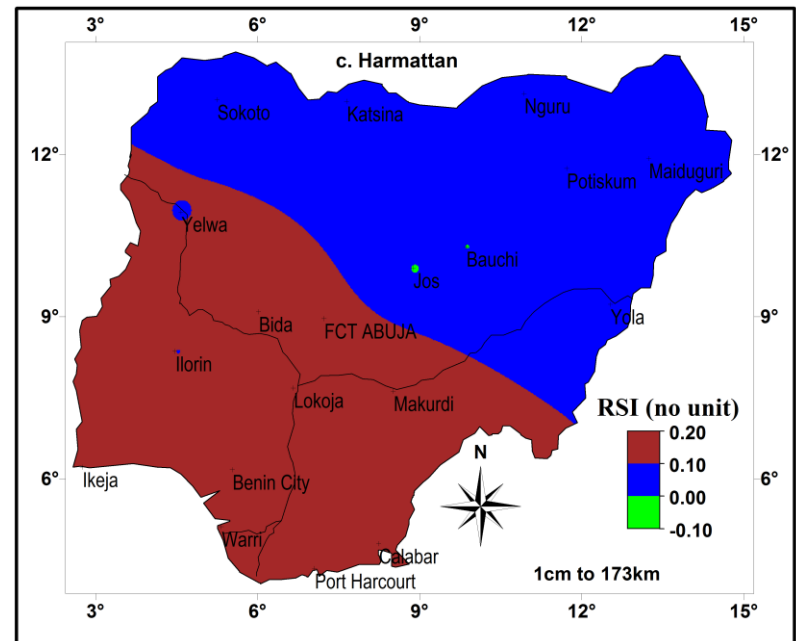 3° 6° 9° 12° 15°
c. Harmattan
Sokoto
Katsina
Nguru
12° 12°
Potiskum
Maiduguri
Yelwa
Bauchi
Jos
9° 9°
Bida
FCT ABUJA
Yola
Ilorin
Lokoja
Makurdi
RSI (no unit)
0.20
0.10
0.00
-0.10
N
6° 6°
Ikeja
Benin City
Warri
Calabar
Port Harcourt
1cm to 173km
3° 6° 9° 12° 15°